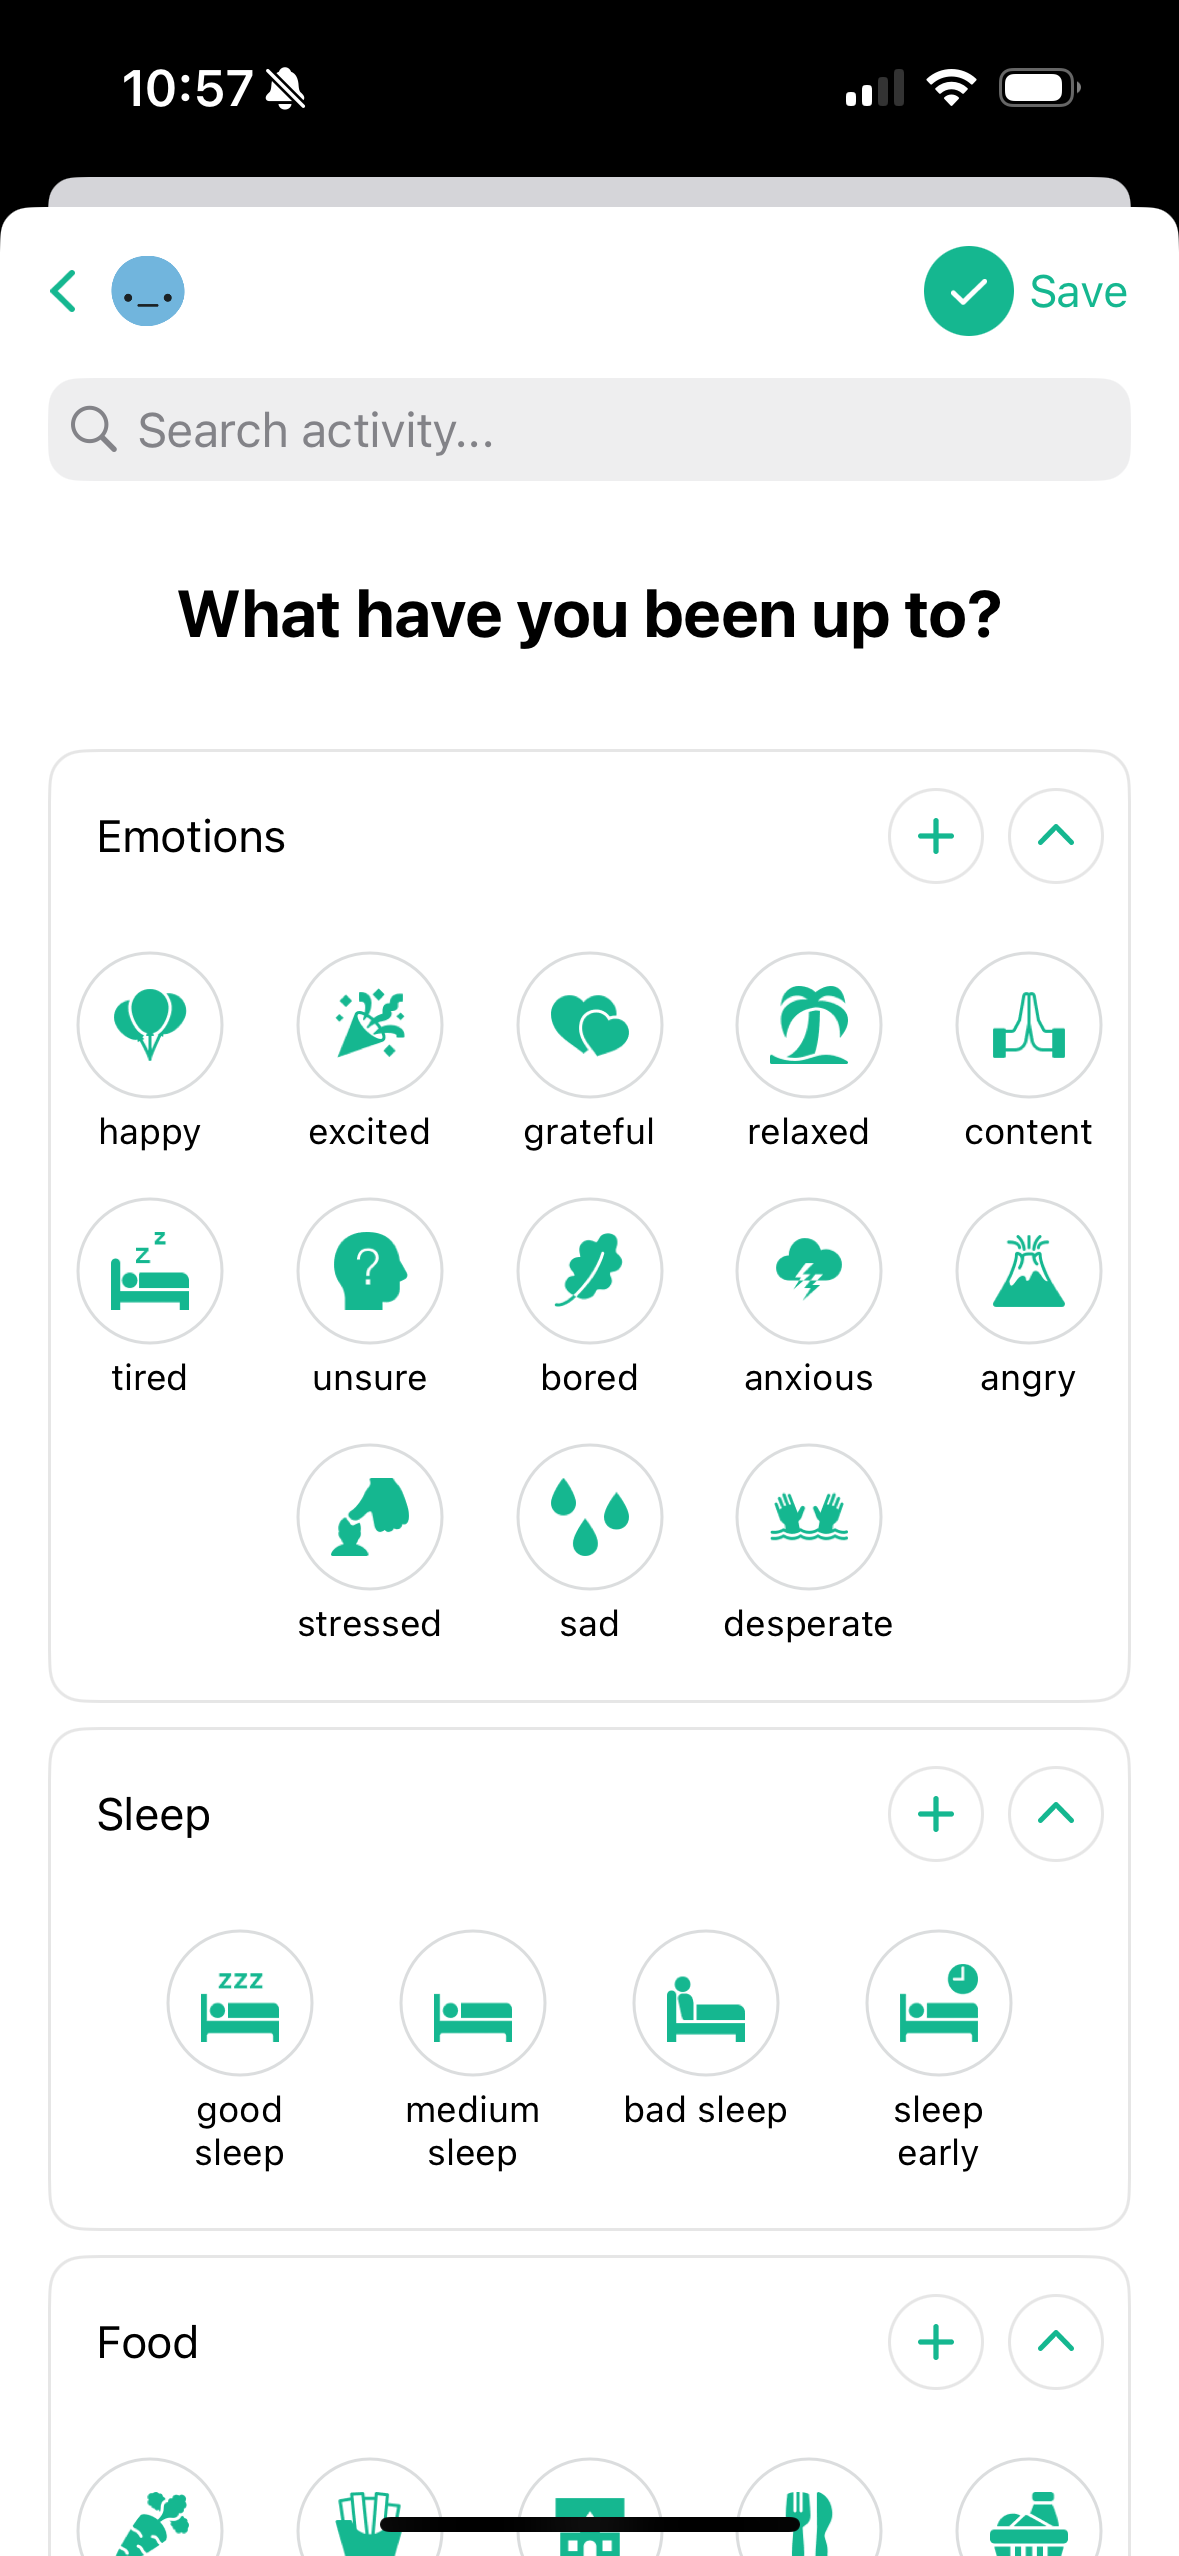 10:57
Save
Search activity...
What have you been up to?
Emotions
happy excited grateful relaxed content
z z
?
tired unsure bored anxious angry
stressed sad desperate
Sleep
zzz
good sleep medium sleep bad sleep sleep early
Food